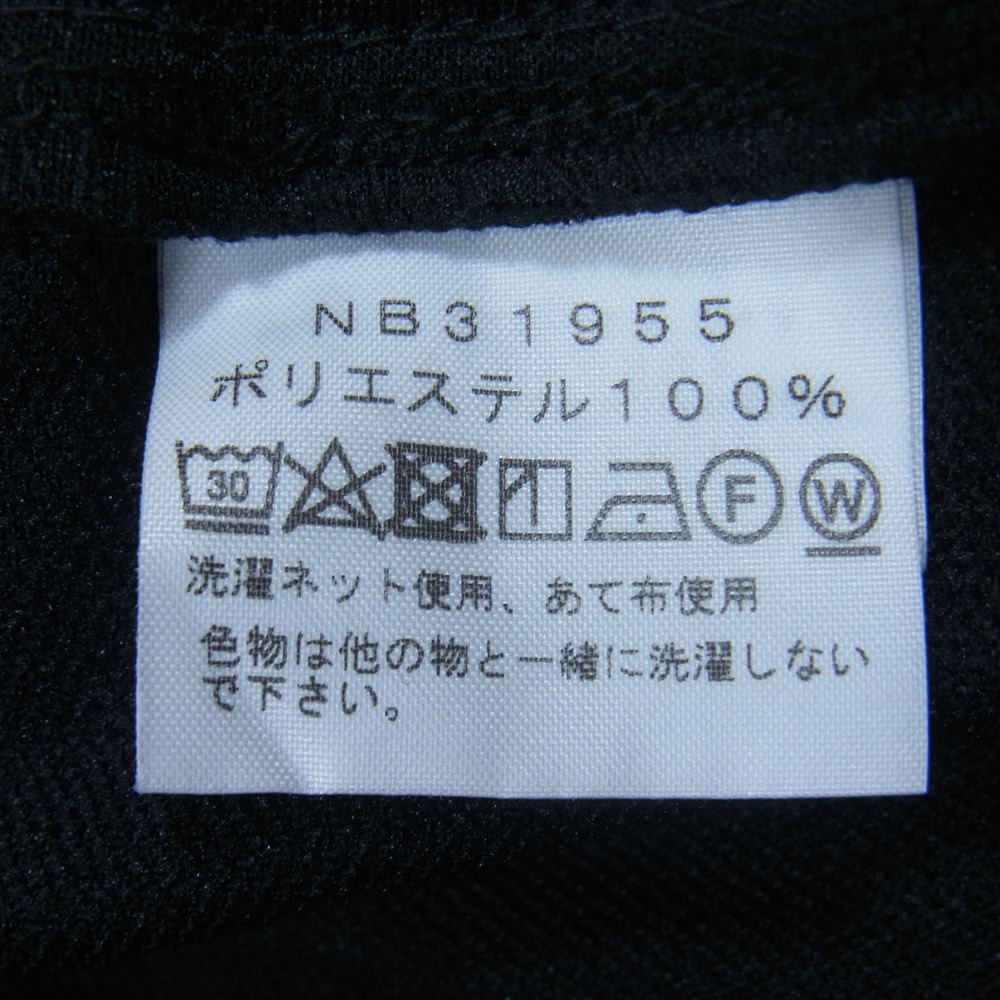 NB31955
ポリエステル100%
30 F W
洗濯ネット使用、あて布使用
色物は他の物と一緒に洗濯しない
で下さい。